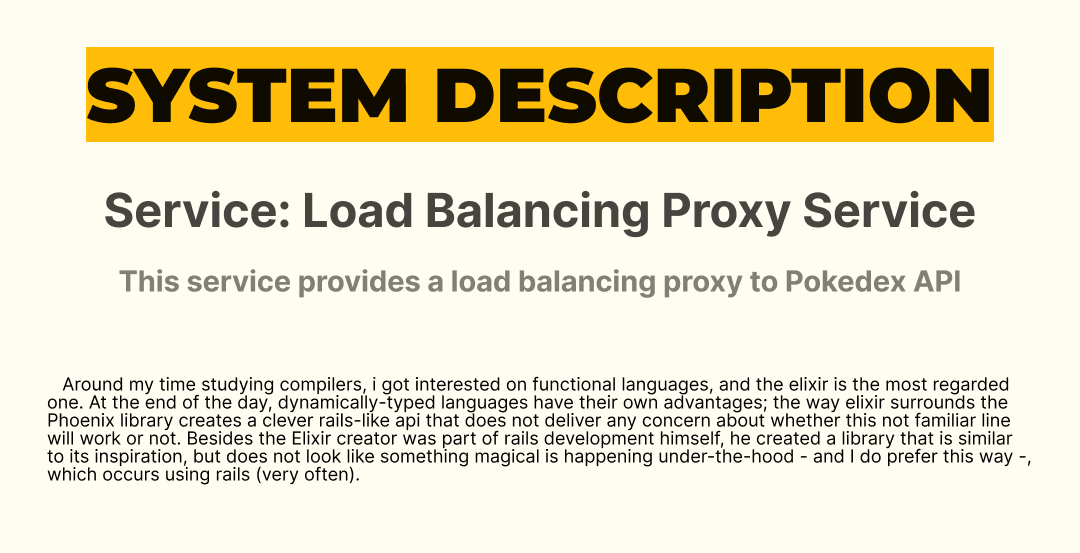 SYSTEM DESCRIPTION
Service: Load Balancing Proxy Service
This service provides a load balancing proxy to Pokedex API
Around my time studying compilers, i got interested on functional languages, and the elixir is the most regarded
one. At the end of the day, dynamically-typed languages have their own advantages; the way elixir surrounds the
Phoenix library creates a clever rails-like api that does not deliver any concern about whether this not familiar line
will work or not. Besides the Elixir creator was part of rails development himself, he created a library that is similar
to its inspiration, but does not look like something magical is happening under-the-hood - and I do prefer this way -,
which occurs using rails (very often).